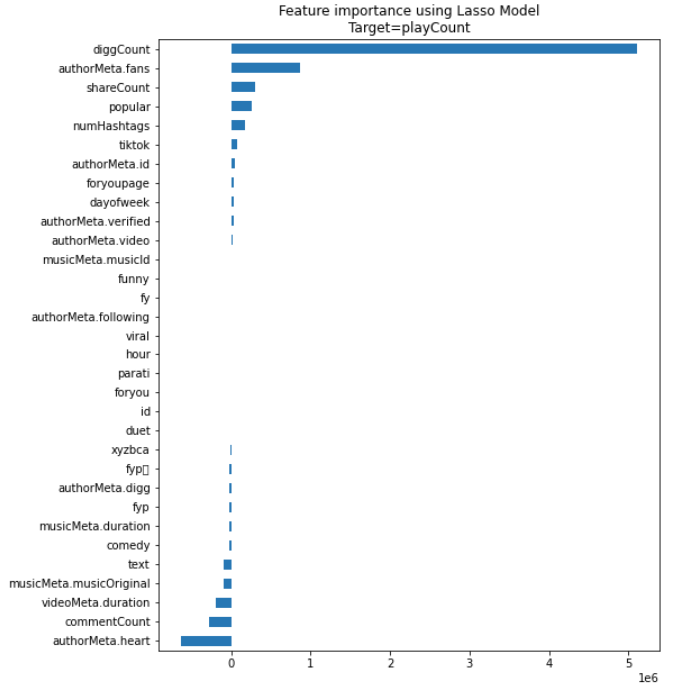 Feature importance using Lasso Model
Target=playCount
diggCount
authorMeta.fans
shareCount
popular
numHashtags
tiktok
authorMeta.id
foryoupage
dayofweek
authorMeta.verified
authorMeta.video
musicMeta.musicId
funny
fy
authorMeta.following
viral
hour
parati
foryou
id
duet
xyzbca
fyp▯
authorMeta.digg
fyp
musicMeta.duration
comedy
text
musicMeta.musicOriginal
videoMeta.duration
commentCount
authorMeta.heart
0 1 2 3 4 5
1e6